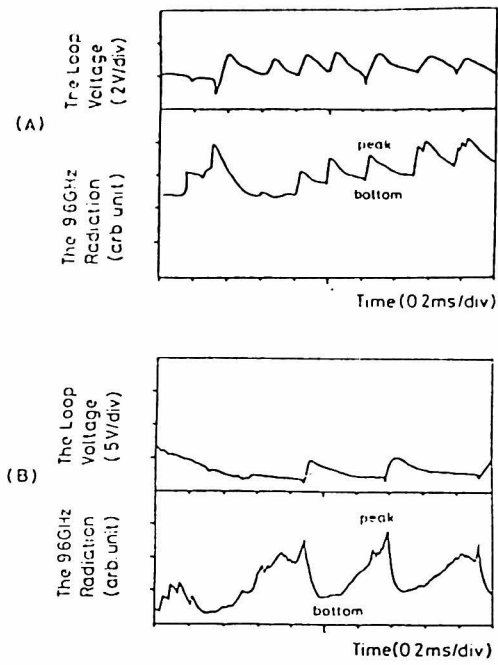 (A)
The Loop
Voltage
(2V/div)
The 96GHz
Radiation
(arb unit)
peak
bottom
Time(0.2ms/div)
(B)
The Loop
Voltage
(5V/div)
The 96GHz
Radiation
(arb.unit)
peak
bottom
Time(0.2ms/div)